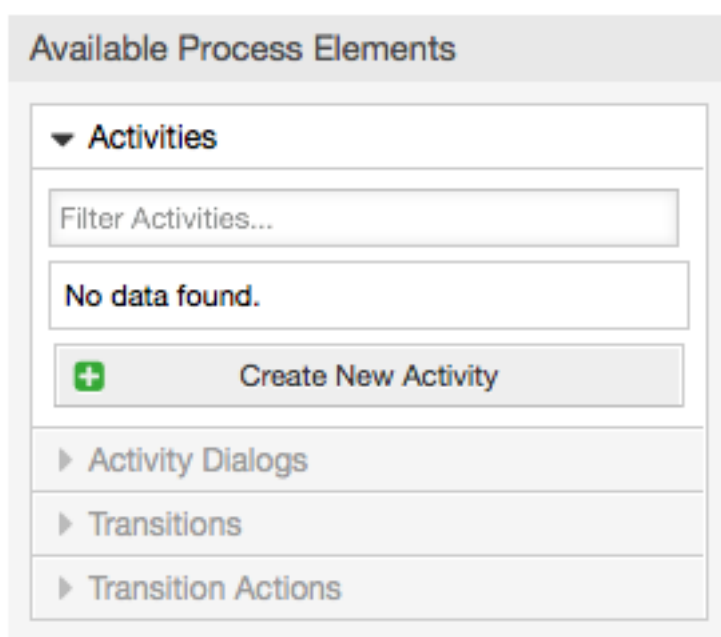 Available Process Elements
Activities
Filter Activities...
No data found.
Create New Activity
Activity Dialogs
Transitions
Transition Actions